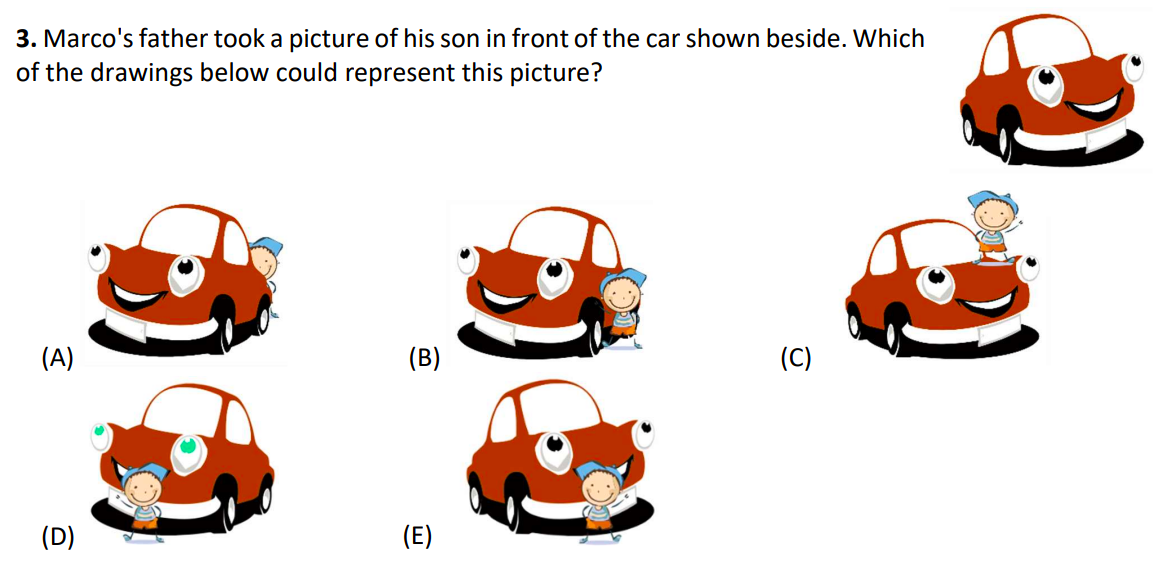 3. Marco's father took a picture of his son in front of the car shown beside. Which
of the drawings below could represent this picture?
(A)
(B)
(C)
(D)
(E)